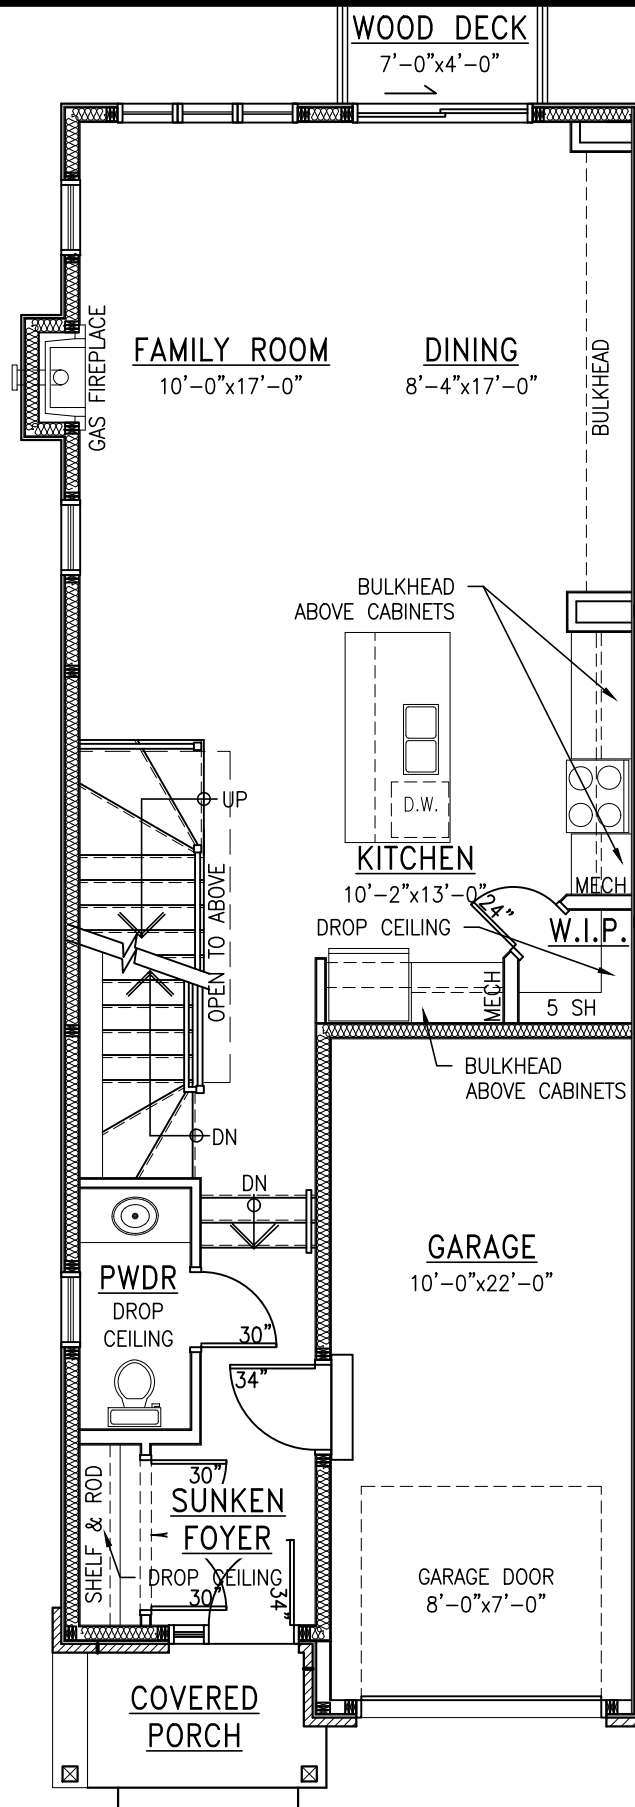 WOOD DECK
7'-0"x4'-0"
GAS FIREPLACE
FAMILY ROOM
10'-0"x17'-0"
DINING
8'-4"x17'-0"
BULKHEAD
BULKHEAD
ABOVE CABINETS
UP
D.W.
OPEN TO ABOVE
KITCHEN
10'-2"x13'-0"
24"
MECH
DROP CEILING
W.I.P.
MECH
5 SH
BULKHEAD
ABOVE CABINETS
DN
DN
GARAGE
10'-0"x22'-0"
PWDR
DROP
CEILING
30"
34"
SHELF & ROD
30"
SUNKEN
FOYER
DROP CEILING
30"
34"
GARAGE DOOR
8'-0"x7'-0"
COVERED
PORCH